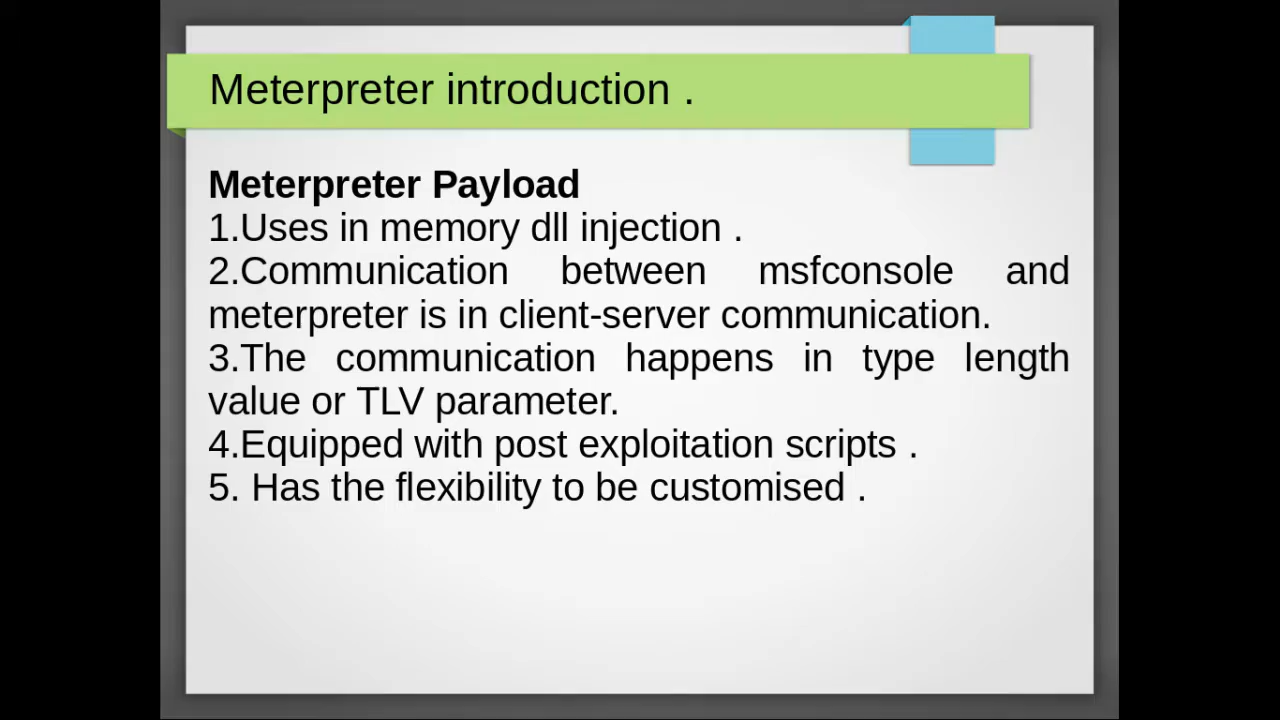 Meterpreter introduction .
Meterpreter Payload
1.Uses in memory dll injection .
2.Communication between msfconsole and
meterpreter is in client-server communication.
3.The communication happens in type length
value or TLV parameter.
4.Equipped with post exploitation scripts .
5. Has the flexibility to be customised .